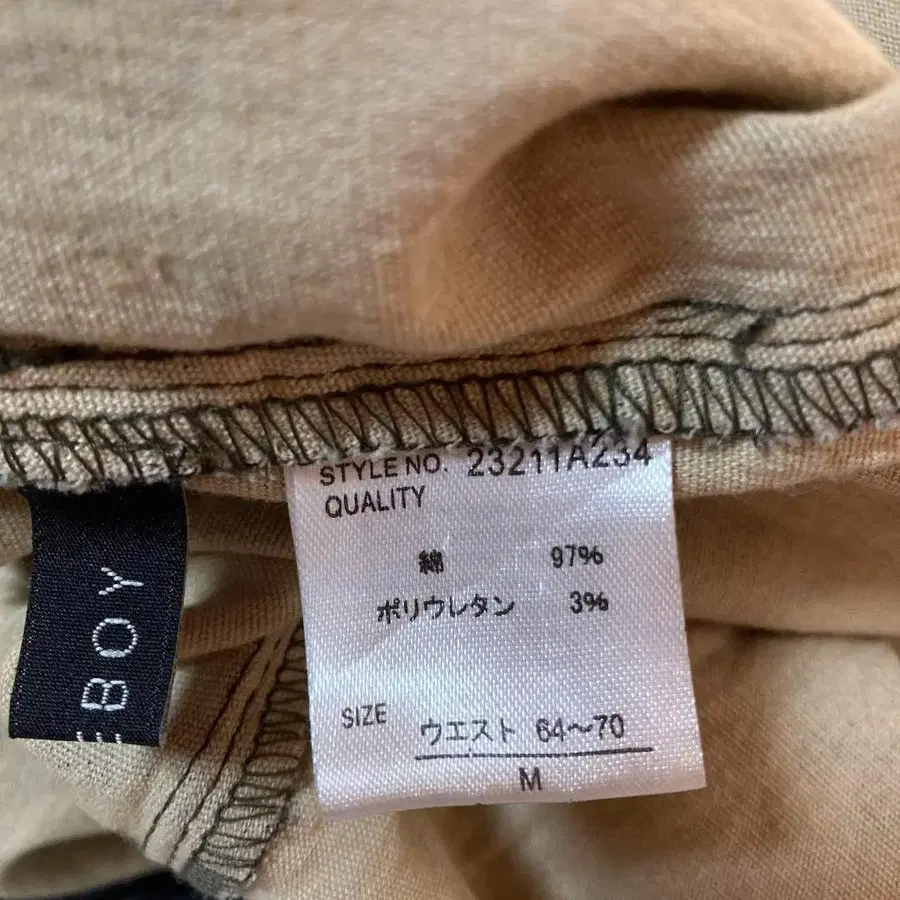 STYLE NO. 23211A234
QUALITY
綿 97%
ポリウレタン 3%
SIZE ウエスト 64～70
M
EBOY